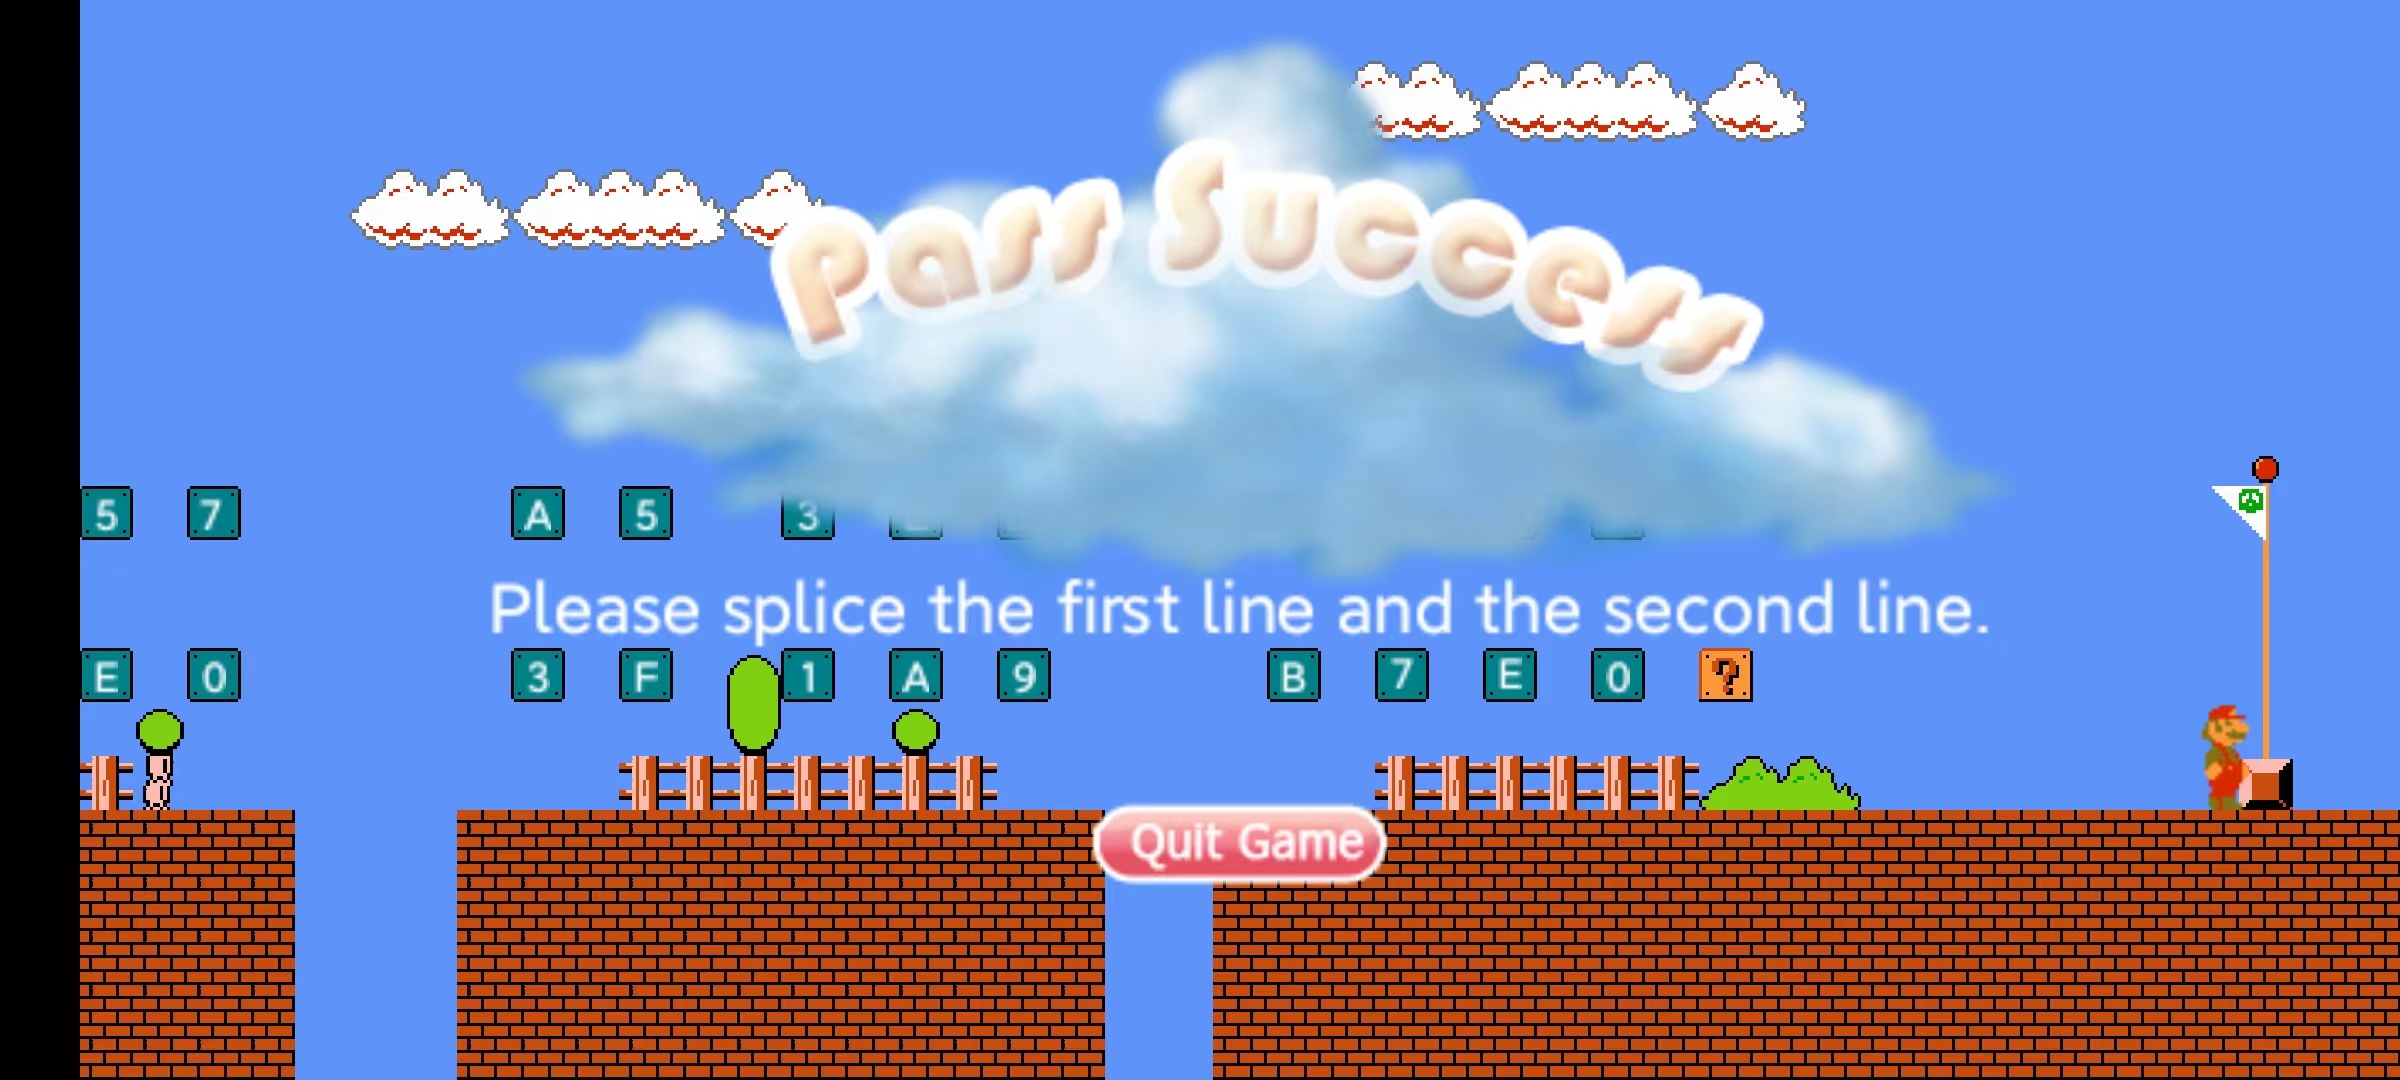 Pass Success
5 7 A 5 3
Please splice the first line and the second line.
E 0 3 F 1 A 9 B 7 E 0 ?
Quit Game